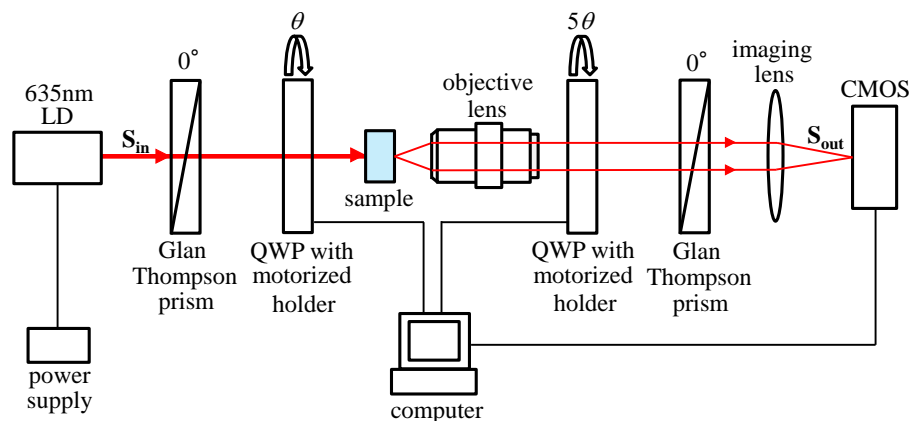 θ
5θ
0°
0°
imaging
lens
635nm
LD
objective
lens
CMOS
S_in
S_out
sample
Glan
Thompson
prism
QWP with
motorized
holder
QWP with
motorized
holder
Glan
Thompson
prism
power
supply
computer